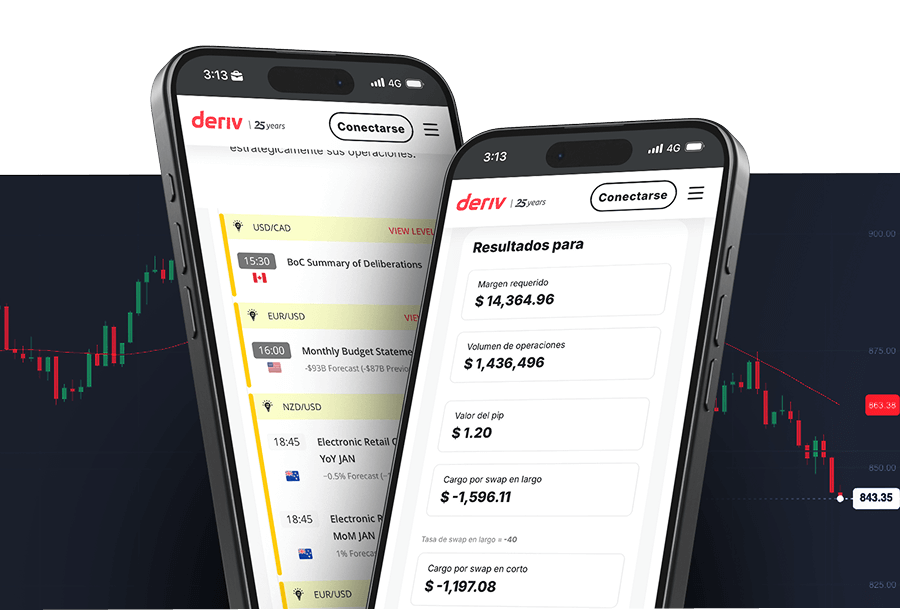 3:13
4G
deriv | 25 years
Conectarse
estratégicamente sus operaciones.
USD/CAD
VIEW LEVEL
15:30
BoC Summary of Deliberations
EUR/USD
16:00
Monthly Budget Stateme
-$93B Forecast (-$87B Previo
NZD/USD
18:45
Electronic Retail C
YoY JAN
-0.5% Forecast
18:45
Electronic R
MoM JAN
1% Foreca
EUR/USD
3:13
4G
deriv | 25 years
Conectarse
Resultados para
Margen requerido
$ 14,364.96
Volumen de operaciones
$ 1,436,496
Valor del pip
$ 1.20
Cargo por swap en largo
$ -1,596.11
Tasa de swap en largo = -40
Cargo por swap en corto
$ -1,197.08
900.00
875.00
863.38
850.00
843.35
825.00